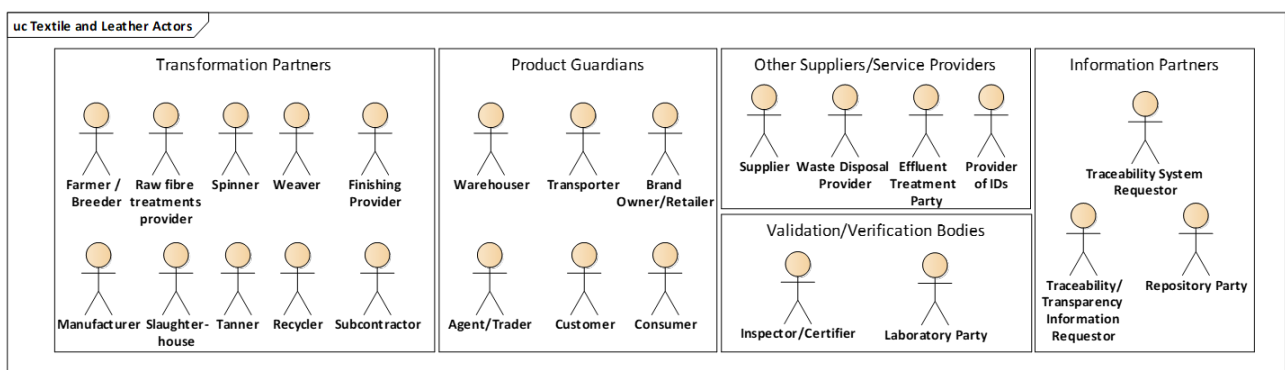 uc Textile and Leather Actors
Transformation Partners
Farmer /
Breeder
Raw fibre
treatments
provider
Spinner
Weaver
Finishing
Provider
Manufacturer
Slaughter-
house
Tanner
Recycler
Subcontractor
Product Guardians
Warehouser
Transporter
Brand
Owner/Retailer
Agent/Trader
Customer
Consumer
Other Suppliers/Service Providers
Supplier
Waste Disposal
Provider
Effluent
Treatment
Party
Provider
of IDs
Validation/Verification Bodies
Inspector/Certifier
Laboratory Party
Information Partners
Traceability System
Requestor
Traceability/
Transparency
Information
Requestor
Repository Party